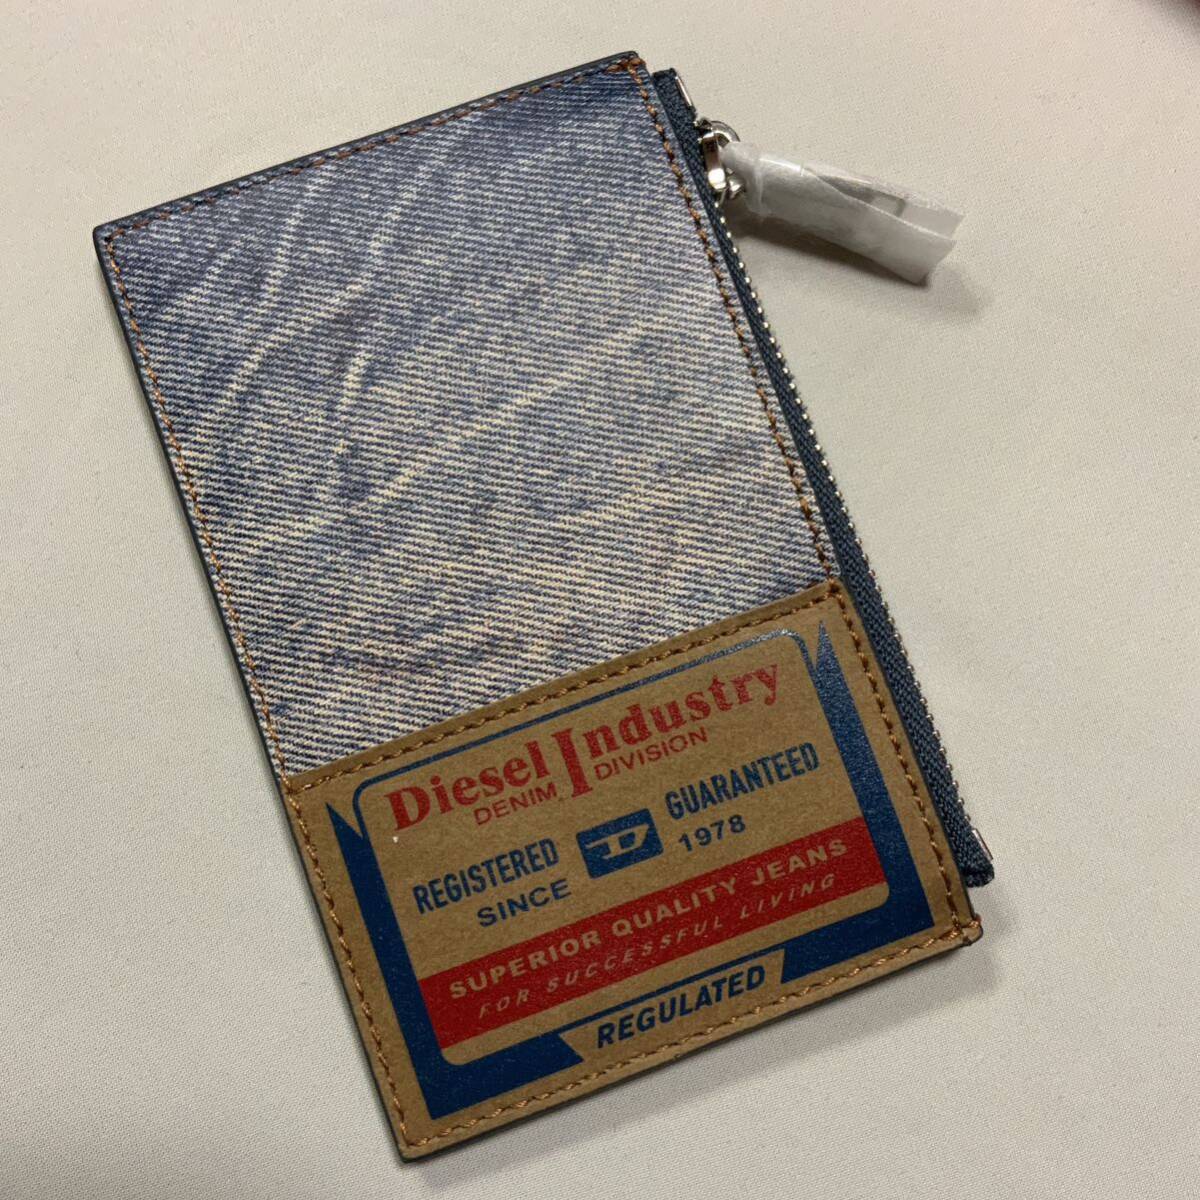 Diesel Industry
DENIM DIVISION
REGISTERED D GUARANTEED
SINCE 1978
SUPERIOR QUALITY JEANS
FOR SUCCESSFUL LIVING
REGULATED